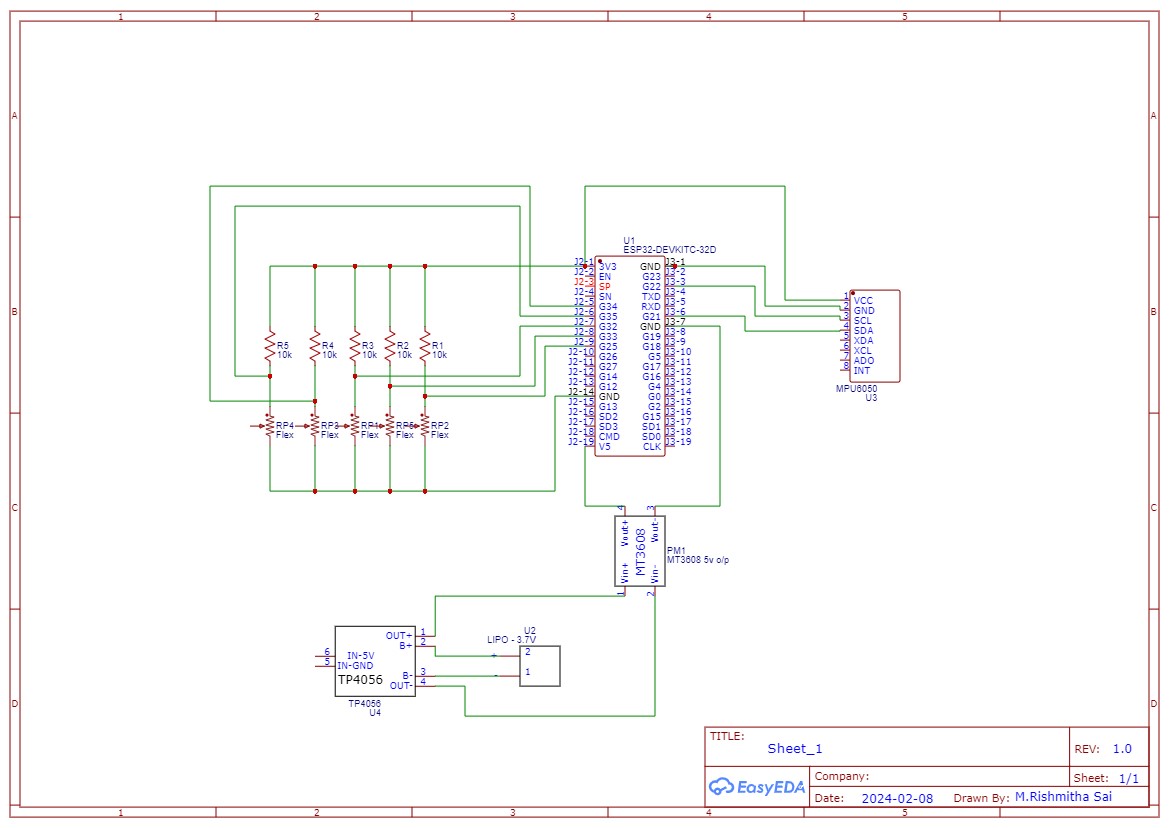 1 2 3 4 5
A A
B B
C C
D D
1 2 3 4 5
U1
ESP32-DEVKITC-32D
J2-1 3V3 GND J3-1
J2-2 EN G23 J3-2
J2-3 SP G22 J3-3
J2-4 SN TXD J3-4
J2-5 G34 RXD J3-5
J2-6 G35 G21 J3-6
J2-7 G32 GND J3-7
J2-8 G33 G19 J3-8
J2-9 G25 G18 J3-9
J2-10 G26 G5 J3-10
J2-11 G27 G17 J3-11
J2-12 G14 G16 J3-12
J2-13 G12 G4 J3-13
J2-14 GND G0 J3-14
J2-15 G13 G2 J3-15
J2-16 SD2 G15 J3-16
J2-17 SD3 SD1 J3-17
J2-18 CMD SD0 J3-18
J2-19 V5 CLK J3-19
1 VCC
2 GND
3 SCL
4 SDA
5 XDA
6 XCL
7 ADO
8 INT
MPU6050
U3
R5 R4 R3 R2 R1
10k 10k 10k 10k 10k
RP4 RP3 RP1 RP5 RP2
Flex Flex Flex Flex Flex
4 3
Vout+ Vout-
MT3608
Vin+ Vin-
1 2
PM1
MT3608 5v o/p
OUT+ 1
B+ 2
6 IN-5V
5 IN-GND
B- 3
OUT- 4
TP4056
TP4056
U4
U2
LIPO - 3.7V
+ 2
- 1
TITLE:
Sheet_1
REV: 1.0
EasyEDA
Company:
Sheet: 1/1
Date: 2024-02-08 Drawn By: M.Rishmitha Sai